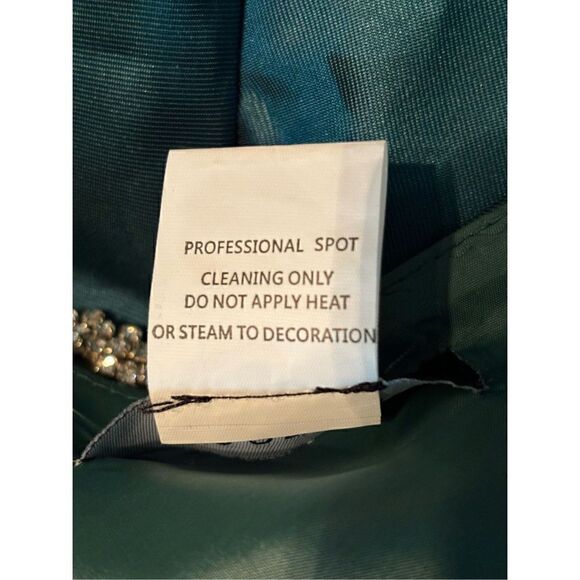 PROFESSIONAL SPOT
CLEANING ONLY
DO NOT APPLY HEAT
OR STEAM TO DECORATION